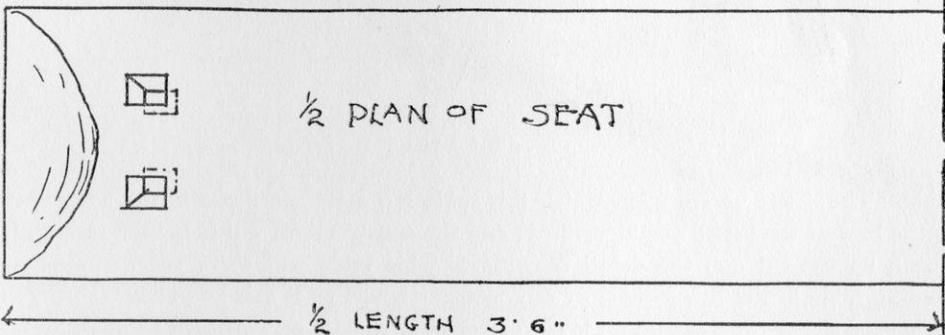 ½ PLAN OF SEAT
½ LENGTH 3' 6"